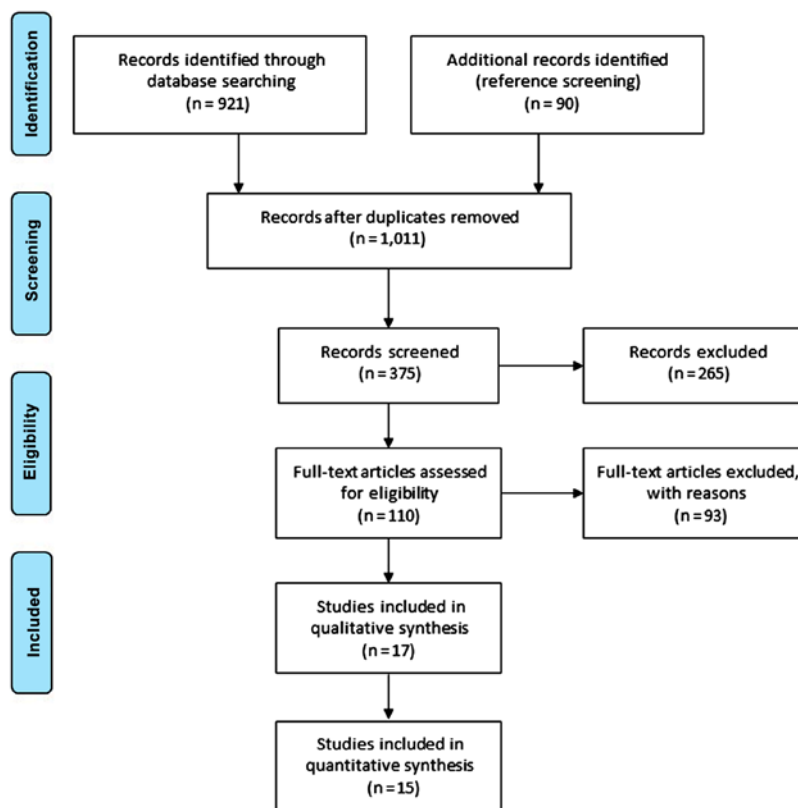 Identification
Records identified through
database searching
(n = 921)
Additional records identified
(reference screening)
(n = 90)
Screening
Records after duplicates removed
(n = 1,011)
Records screened
(n = 375)
Records excluded
(n = 265)
Eligibility
Full-text articles assessed
for eligibility
(n = 110)
Full-text articles excluded,
with reasons
(n = 93)
Included
Studies included in
qualitative synthesis
(n = 17)
Studies included in
quantitative synthesis
(n = 15)